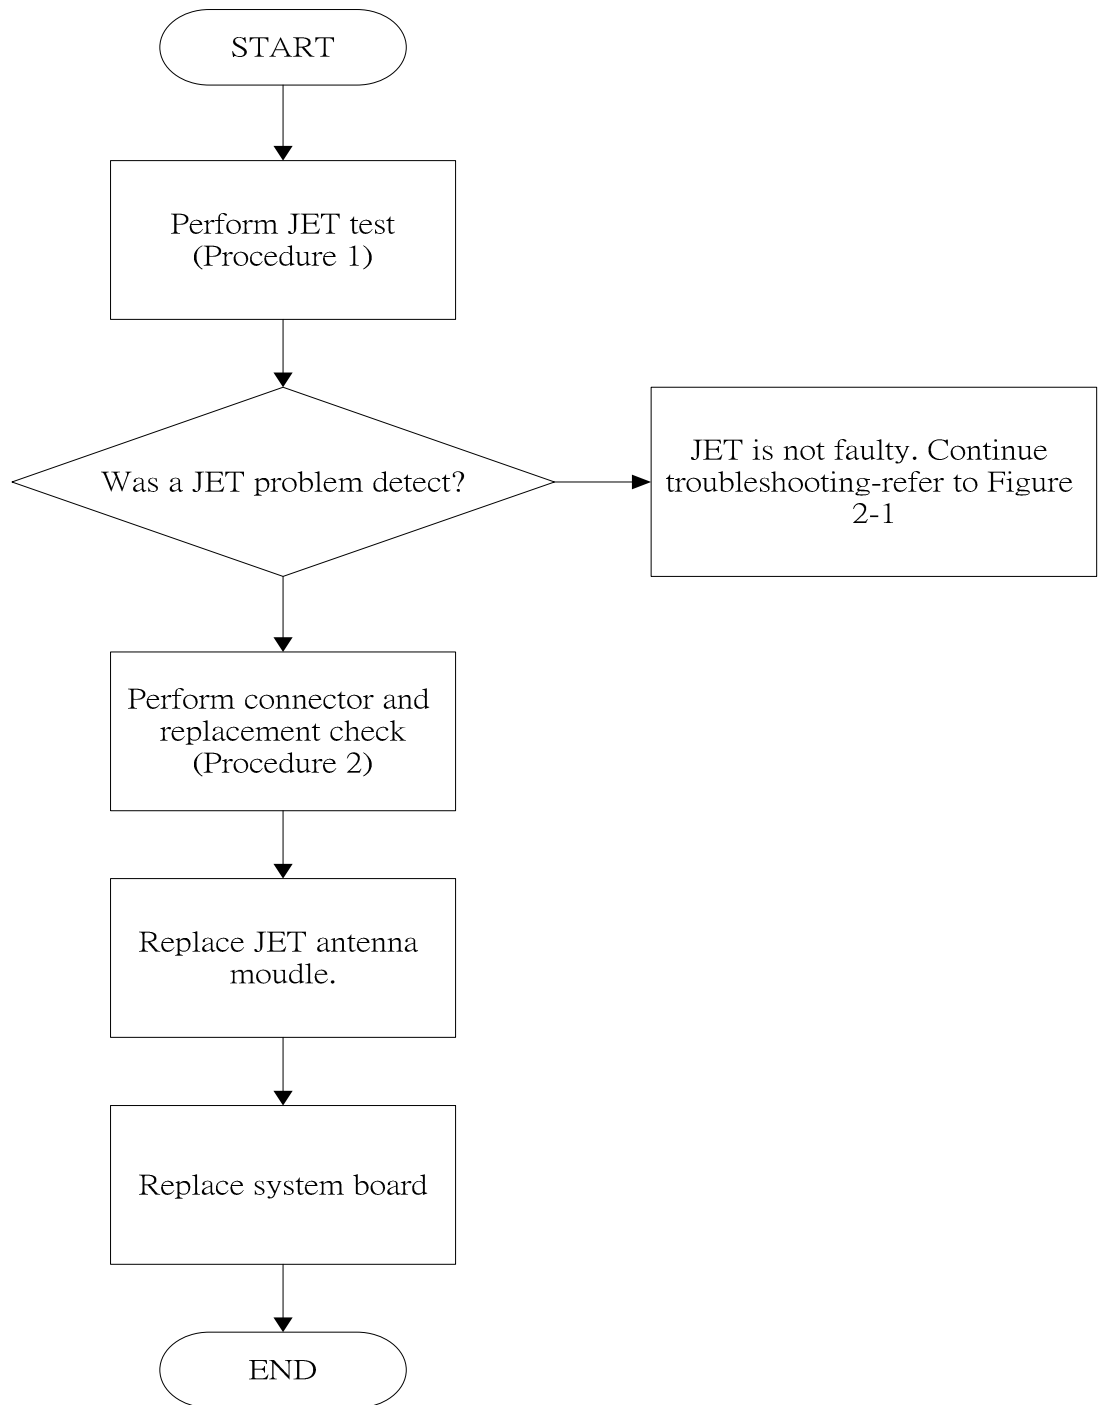 START
Perform JET test
(Procedure 1)
Was a JET problem detect?
JET is not faulty. Continue
troubleshooting-refer to Figure
2-1
Perform connector and
replacement check
(Procedure 2)
Replace JET antenna
moudle.
Replace system board
END